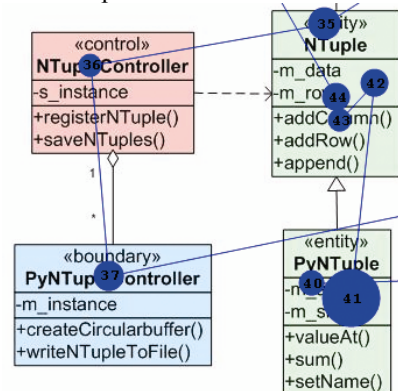 «control»
NTupleController
-s_instance
+registerNTuple()
+saveNTuples()
36
35
NTuple
-m_data
44
42
43
+addColumn()
+addRow()
+append()
1
*
«boundary»
PyNTupleController
37
-m_instance
+createCircularbuffer()
+writeNTupleToFile()
«entity»
PyNTuple
40
41
+valueAt()
+sum()
+setName()